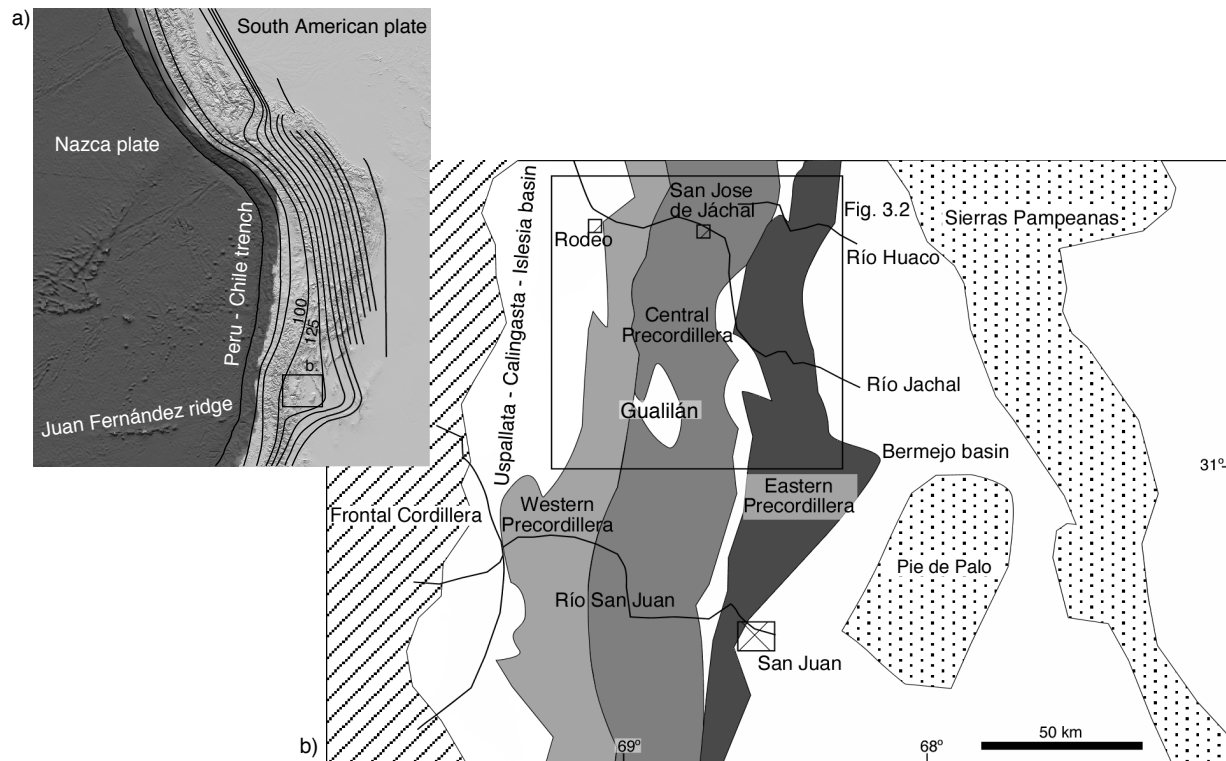 a)
South American plate
Nazca plate
Peru - Chile trench
100
125
b.
Juan Fernández ridge
Uspallata - Calingasta - Islesia basin
San Jose
de Jáchal
Fig. 3.2
Sierras Pampeanas
Rodeo
Río Huaco
Central
Precordillera
Río Jachal
Gualilán
Bermejo basin
31º
Eastern
Precordillera
Western
Precordillera
Frontal Cordillera
Pie de Palo
Río San Juan
San Juan
b)
69º
68º
50 km